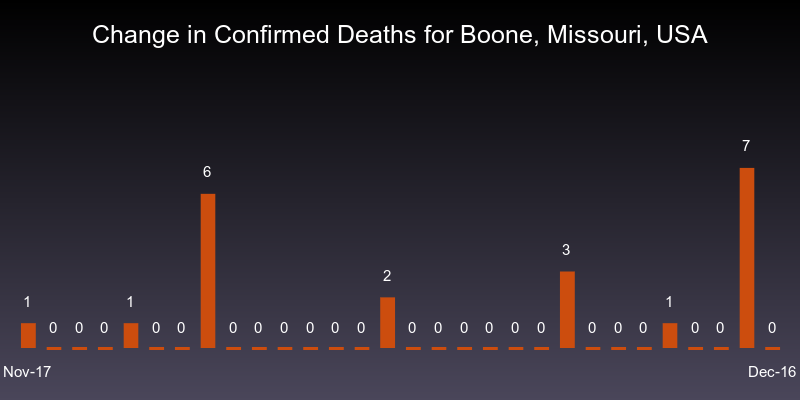 Change in Confirmed Deaths for Boone, Missouri, USA
1 0 0 0 1 0 0 6 0 0 0 0 0 0 2 0 0 0 0 0 0 3 0 0 0 1 0 0 7 0
Nov-17 Dec-16